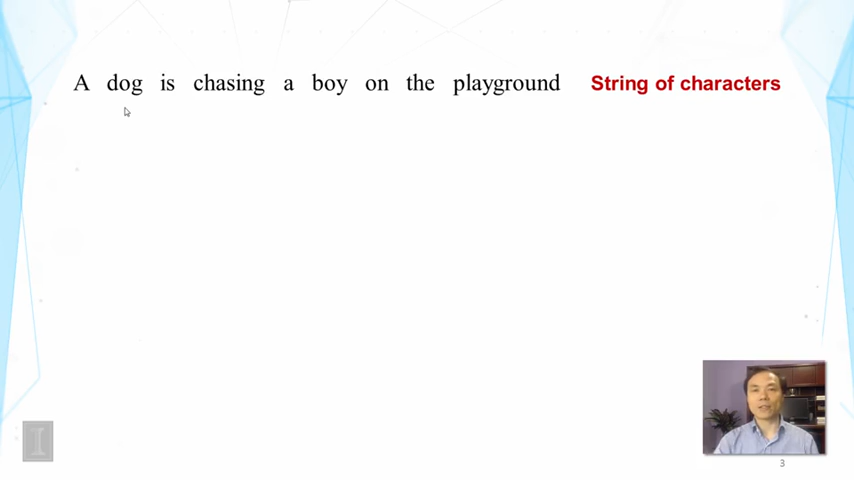 A dog is chasing a boy on the playground String of characters
I
3